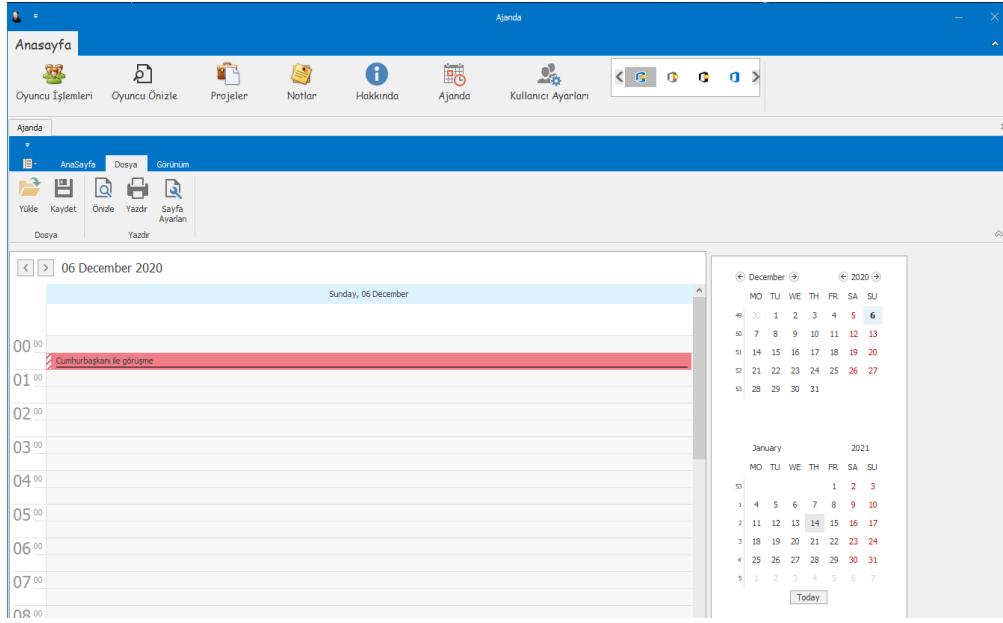 Ajanda
Anasayfa
Oyuncu İşlemleri Oyuncu Önizle Projeler Notlar Hakkında Ajanda Kullanıcı Ayarları
Ajanda
AnaSayfa Dosya Görünüm
Yükle Kaydet Önizle Yazdır Sayfa Ayarları
Dosya Yazdır
06 December 2020
Sunday, 06 December
00 00
Cumhurbaşkanı ile görüşme
01 00
02 00
03 00
04 00
05 00
06 00
07 00
08 00
December 2020
MO TU WE TH FR SA SU
49 30 1 2 3 4 5 6
50 7 8 9 10 11 12 13
51 14 15 16 17 18 19 20
52 21 22 23 24 25 26 27
53 28 29 30 31
January 2021
MO TU WE TH FR SA SU
53 1 2 3
1 4 5 6 7 8 9 10
2 11 12 13 14 15 16 17
3 18 19 20 21 22 23 24
4 25 26 27 28 29 30 31
5 1 2 3 4 5 6 7
Today